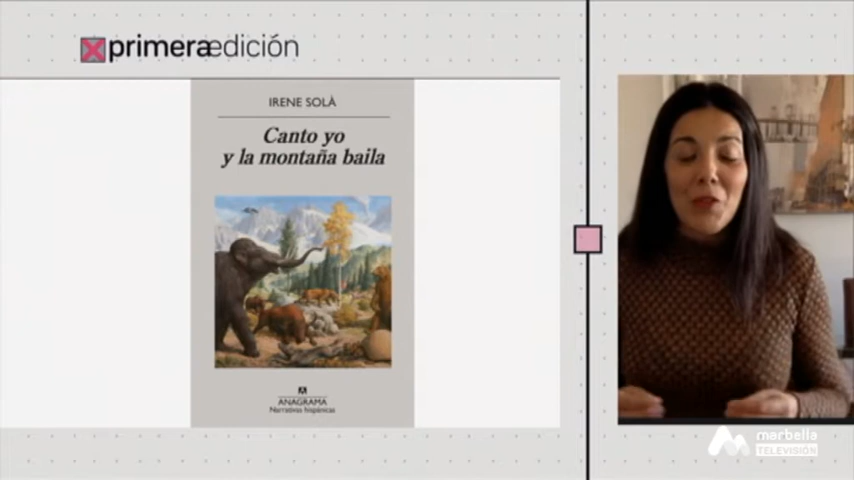 primeraedición
IRENE SOLÀ
Canto yo
y la montaña baila
ANAGRAMA
Narrativas hispánicas
marbella
TELEVISIÓN